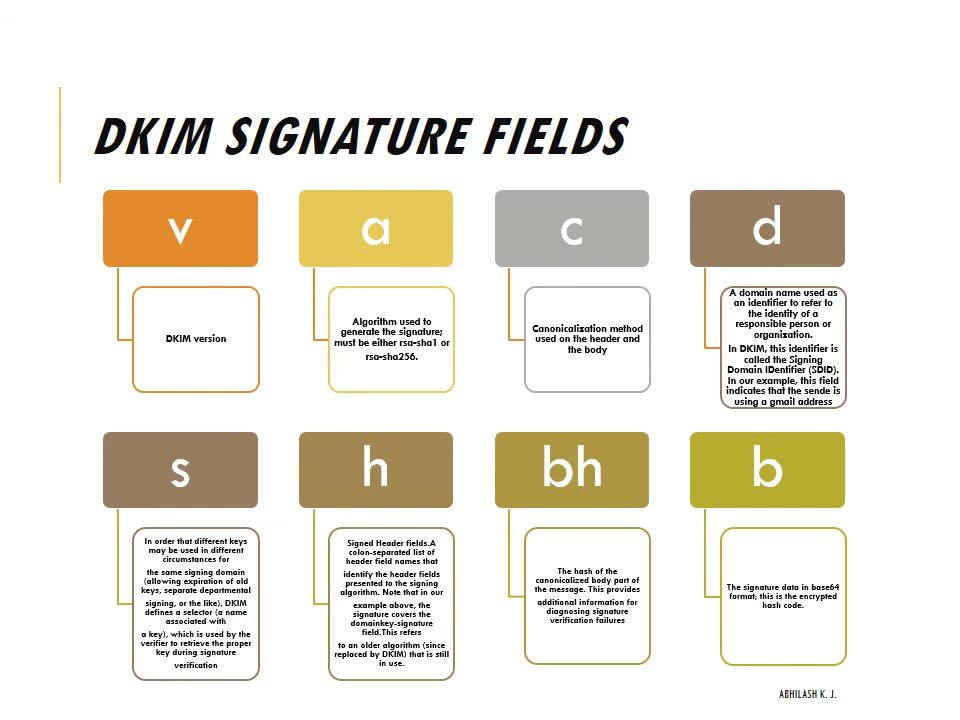 DKIM SIGNATURE FIELDS
v
DKIM version
a
Algorithm used to
generate the signature;
must be either rsa-sha1 or
rsa-sha256.
c
Canonicalization method
used on the header and
the body
d
A domain name used as
an identifier to refer to
the identity of a
responsible person or
organization.
In DKIM, this identifier is
called the Signing
Domain IDentifier (SDID).
In our example, this field
indicates that the sende is
using a gmail address
s
In order that different keys
may be used in different
circumstances for
the same signing domain
(allowing expiration of old
keys, separate departmental
signing, or the like), DKIM
defines a selector (a name
associated with
a key), which is used by the
verifier to retrieve the proper
key during signature
verification
h
Signed Header fields.A
colon-separated list of
header field names that
identify the header fields
presented to the signing
algorithm. Note that in our
example above, the
signature covers the
domainkey-signature
field.This refers
to an older algorithm (since
replaced by DKIM) that is still
in use.
bh
The hash of the
canonicalized body part of
the message. This provides
additional information for
diagnosing signature
verification failures
b
The signature data in base64
format; this is the encrypted
hash code.
ABHILASH K. J.